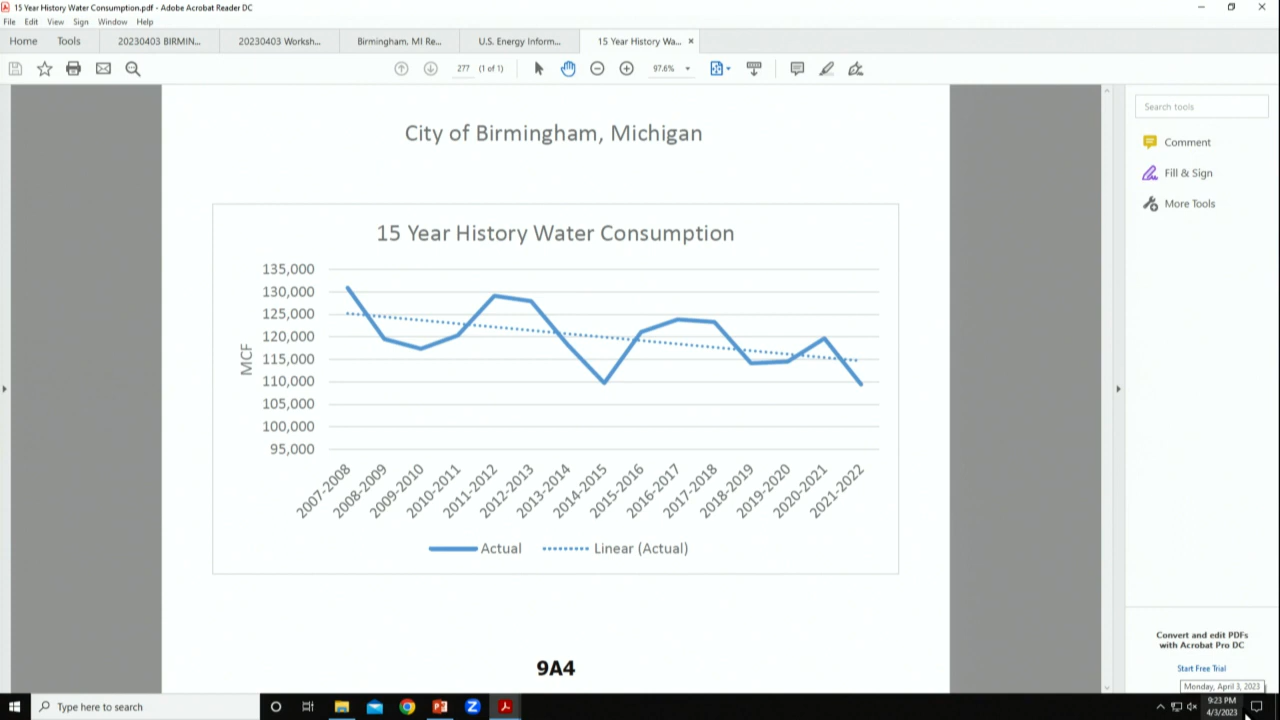 15 Year History Water Consumption.pdf - Adobe Acrobat Reader DC
File Edit View Sign Window Help
Home Tools 20230403 BIRMIN... 20230403 Worksh... Birmingham, MI Re... U.S. Energy Inform... 15 Year History Wa... ×
277 (1 of 1) 97.6%
Search tools
Comment
Fill & Sign
More Tools
City of Birmingham, Michigan
15 Year History Water Consumption
135,000
130,000
125,000
120,000
115,000
110,000
105,000
100,000
95,000
MCF
2007-2008
2008-2009
2009-2010
2010-2011
2011-2012
2012-2013
2013-2014
2014-2015
2015-2016
2016-2017
2017-2018
2018-2019
2019-2020
2020-2021
2021-2022
Actual Linear (Actual)
9A4
Convert and edit PDFs
with Acrobat Pro DC
Start Free Trial
Monday, April 3, 2023
Type here to search
9:23 PM
4/3/2023